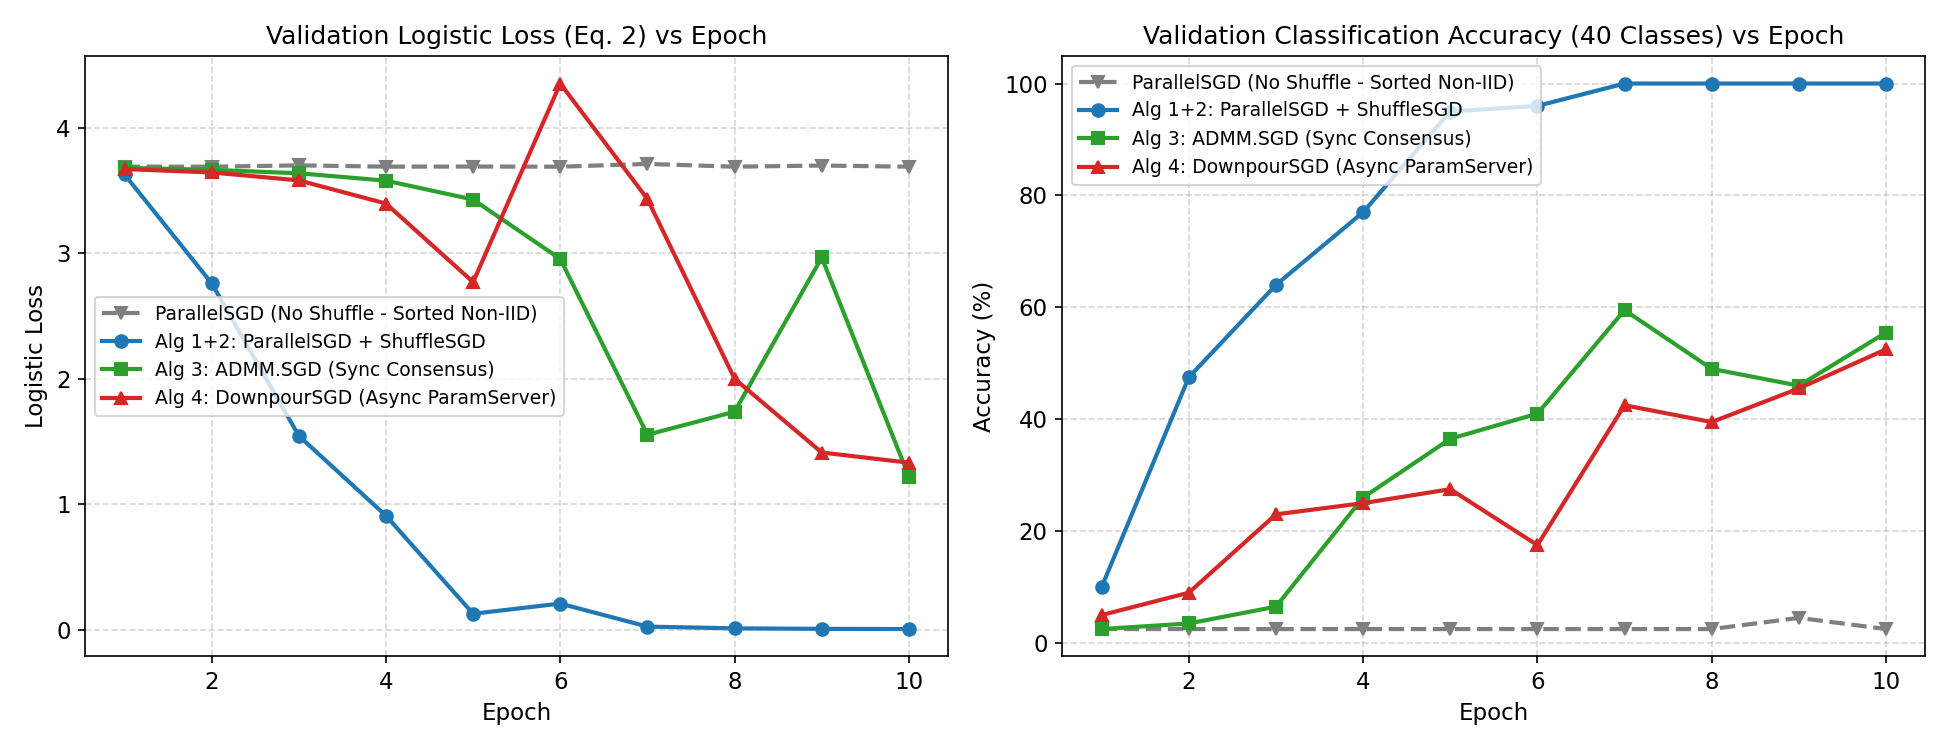 Validation Logistic Loss (Eq. 2) vs Epoch
Logistic Loss
4
3
2
1
0
ParallelSGD (No Shuffle - Sorted Non-IID)
Alg 1+2: ParallelSGD + ShuffleSGD
Alg 3: ADMM.SGD (Sync Consensus)
Alg 4: DownpourSGD (Async ParamServer)
2 4 6 8 10
Epoch
Validation Classification Accuracy (40 Classes) vs Epoch
Accuracy (%)
100
80
60
40
20
0
ParallelSGD (No Shuffle - Sorted Non-IID)
Alg 1+2: ParallelSGD + ShuffleSGD
Alg 3: ADMM.SGD (Sync Consensus)
Alg 4: DownpourSGD (Async ParamServer)
2 4 6 8 10
Epoch